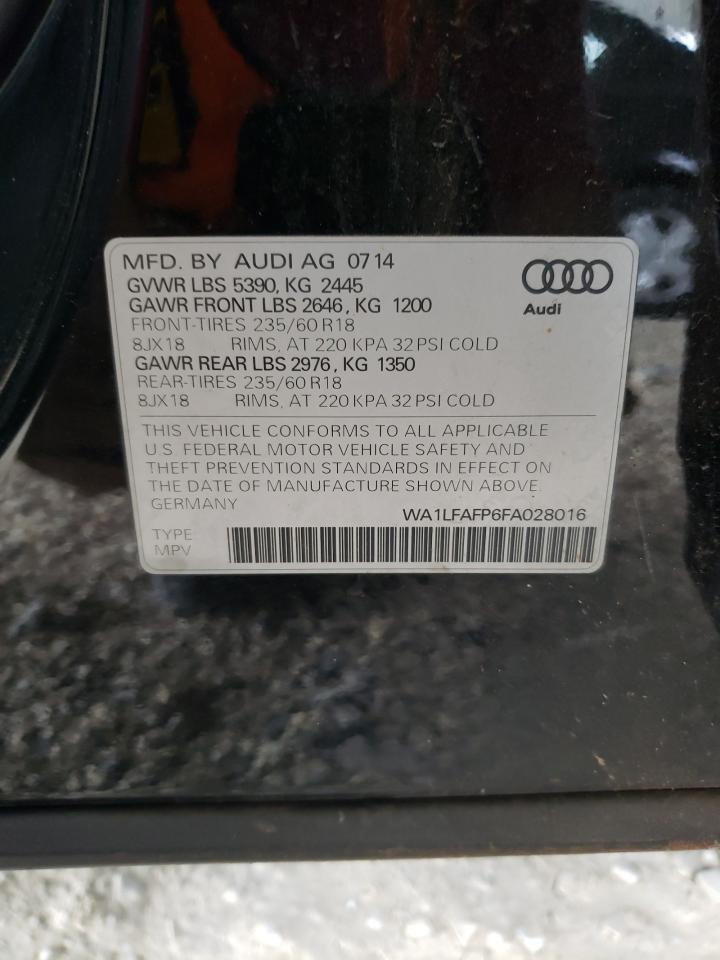 MFD. BY AUDI AG 0714
GVWR LBS 5390, KG 2445
GAWR FRONT LBS 2646, KG 1200
FRONT-TIRES 235/60 R18
8JX18 RIMS, AT 220 KPA 32 PSI COLD
GAWR REAR LBS 2976, KG 1350
REAR-TIRES 235/60 R18
8JX18 RIMS, AT 220 KPA 32 PSI COLD
Audi
THIS VEHICLE CONFORMS TO ALL APPLICABLE
U.S. FEDERAL MOTOR VEHICLE SAFETY AND
THEFT PREVENTION STANDARDS IN EFFECT ON
THE DATE OF MANUFACTURE SHOWN ABOVE.
GERMANY
WA1LFAFP6FA028016
TYPE
MPV